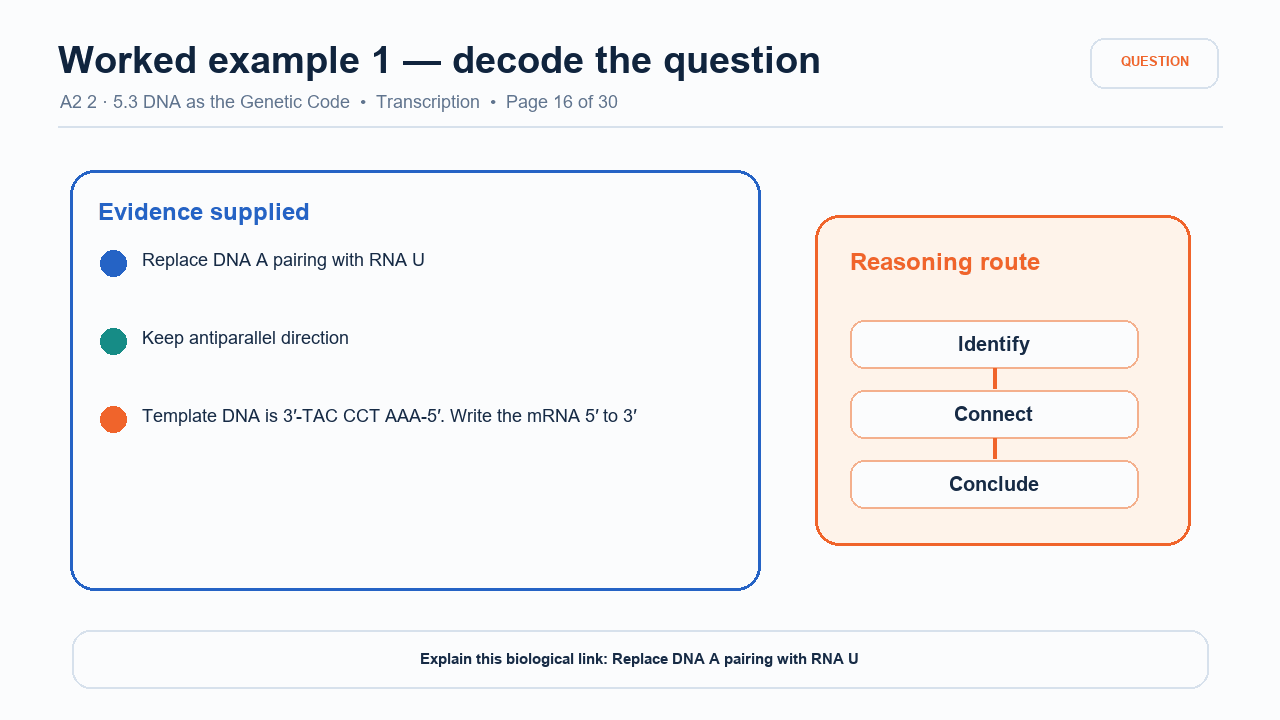 Worked example 1 — decode the question
QUESTION
A2 2 · 5.3 DNA as the Genetic Code • Transcription • Page 16 of 30
Evidence supplied
Replace DNA A pairing with RNA U
Keep antiparallel direction
Template DNA is 3′-TAC CCT AAA-5′. Write the mRNA 5′ to 3′
Reasoning route
Identify
Connect
Conclude
Explain this biological link: Replace DNA A pairing with RNA U